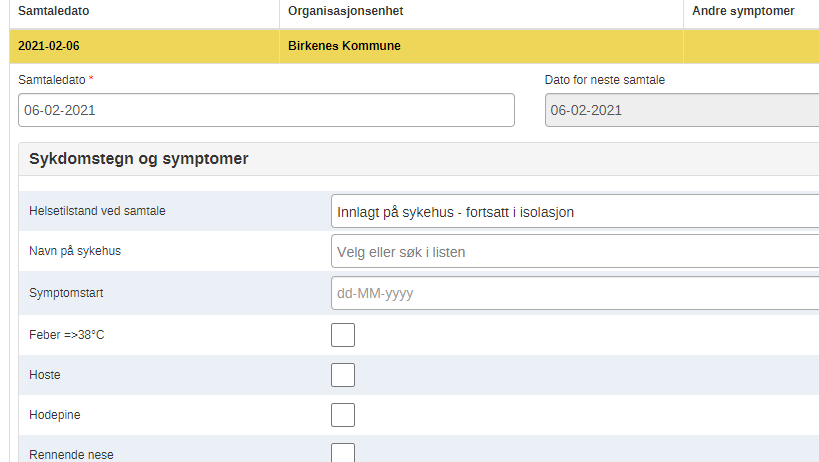 Samtaledato Organisasjonsenhet Andre symptomer
2021-02-06 Birkenes Kommune
Samtaledato * Dato for neste samtale
06-02-2021 06-02-2021
Sykdomstegn og symptomer
Helsetilstand ved samtale Innlagt på sykehus - fortsatt i isolasjon
Navn på sykehus Velg eller søk i listen
Symptomstart dd-MM-yyyy
Feber =>38°C
Hoste
Hodepine
Rennende nese